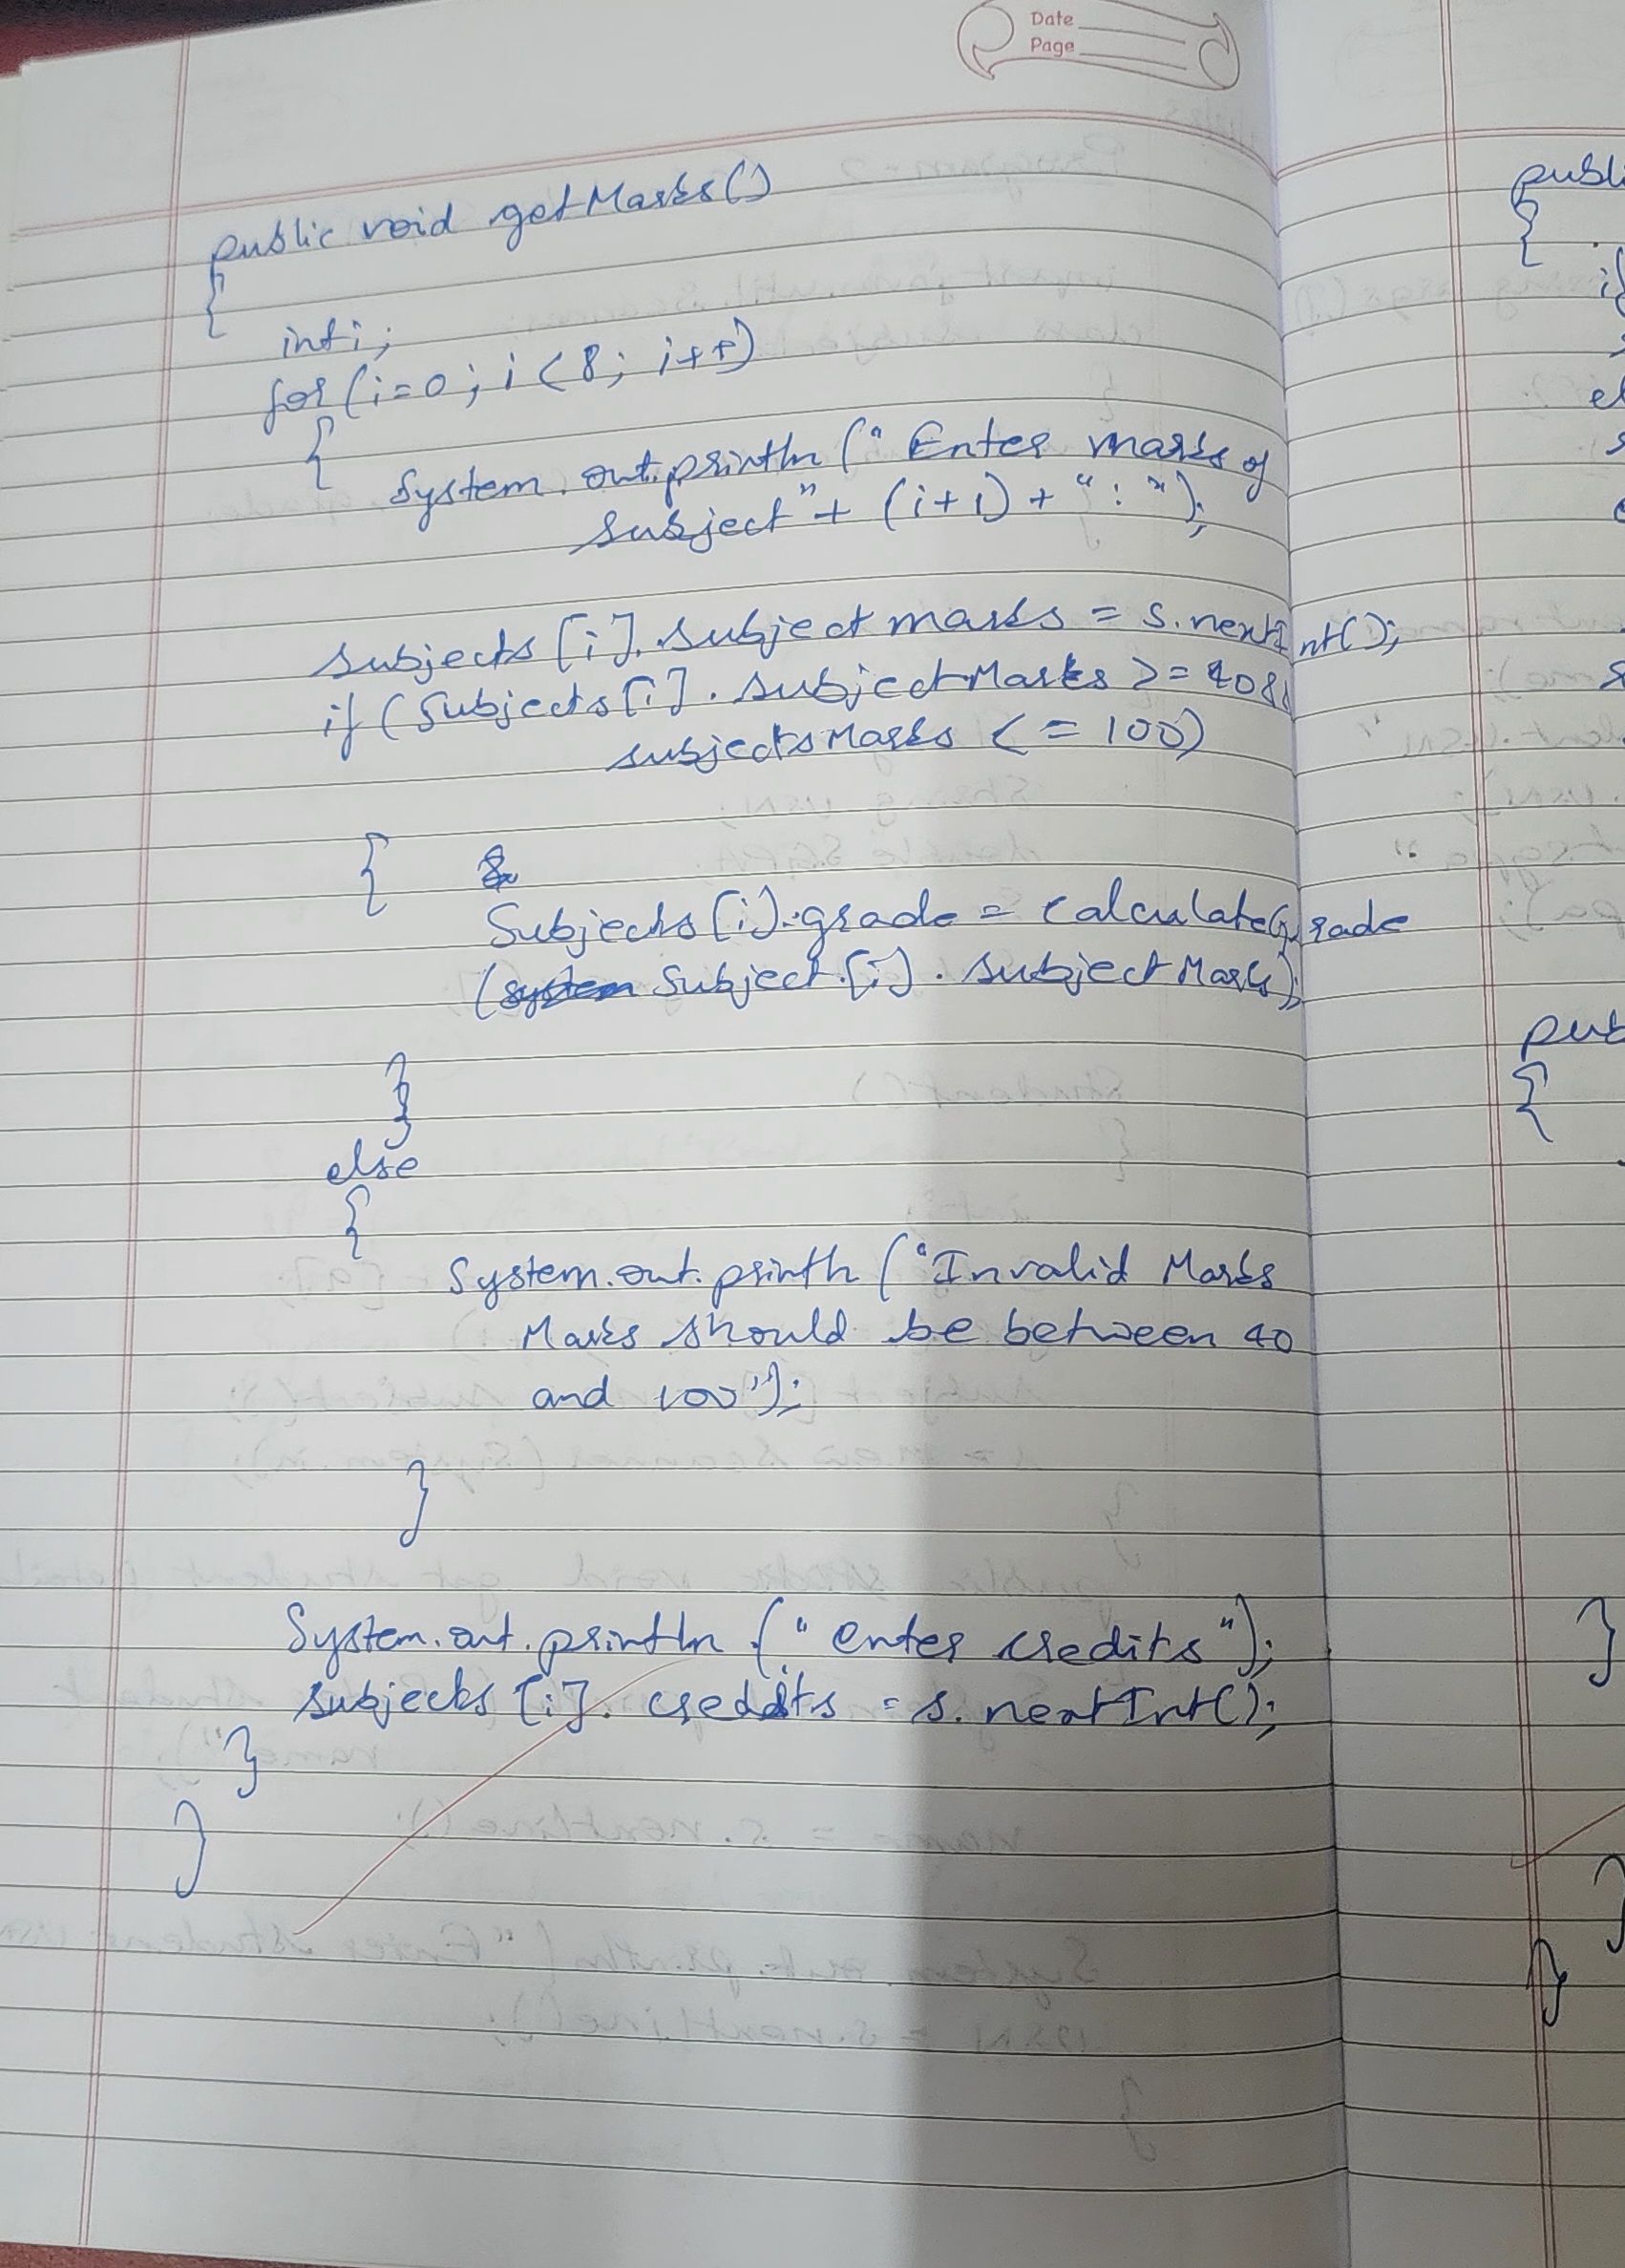 Date
Page
public void getMarks()
{
int i;
for (i=0; i<8; i++)
{
System.out.println("Enter marks of
subject" + (i+1) + ":");
subjects[i].subjectmarks = s.nextInt();
if (Subjects[i].subjectMarks >= 40 &&
subjectsMarks <= 100)
{
Subjects[i].grade = calculateGrade
(Subject.[i].subjectMarks);
}
else
{
System.out.println("Invalid Marks
Marks should be between 40
and 100");
}
System.out.println("enter credits");
subjects[i].credits = s.nextInt();
}
}
publi
{
el
pub
{
}
}
}